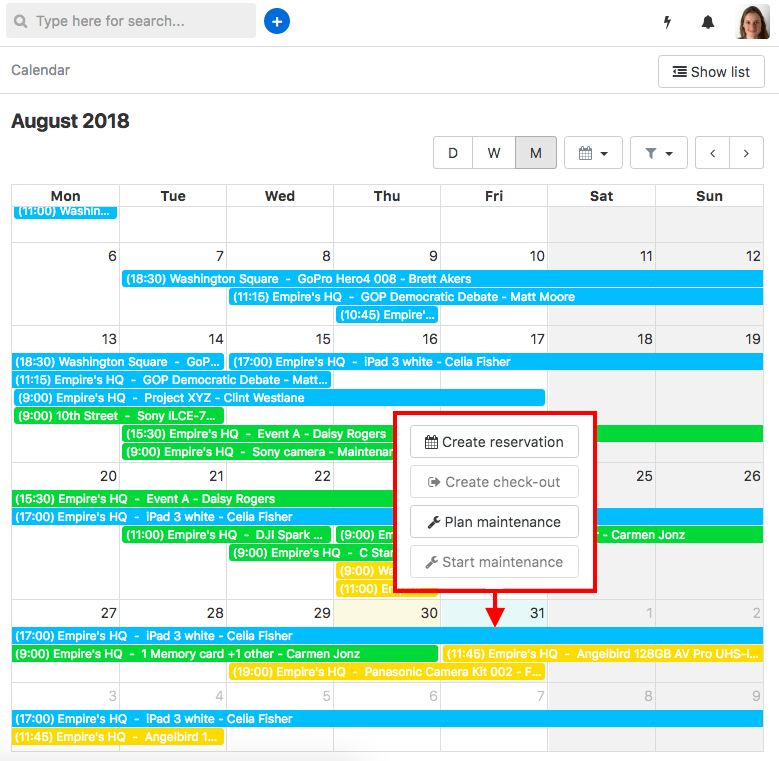 Type here for search...
Calendar
Show list
August 2018
D W M
Mon Tue Wed Thu Fri Sat Sun
(11:00) Washin...
6 7 8 9 10 11 12
(18:30) Washington Square - GoPro Hero4 008 - Brett Akers
(11:15) Empire's HQ - GOP Democratic Debate - Matt Moore
(10:45) Empire'...
13 14 15 16 17 18 19
(18:30) Washington Square - GoP... (17:00) Empire's HQ - iPad 3 white - Celia Fisher
(11:15) Empire's HQ - GOP Democratic Debate - Matt...
(9:00) Empire's HQ - Project XYZ - Clint Westlane
(9:00) 10th Street - Sony ILCE-7...
(15:30) Empire's HQ - Event A - Daisy Rogers
(9:00) Empire's HQ - Sony camera - Maintenan
Create reservation
Create check-out
Plan maintenance
Start maintenance
20 21 22 25 26
(15:30) Empire's HQ - Event A - Daisy Rogers
(17:00) Empire's HQ - iPad 3 white - Celia Fisher
(11:00) Empire's HQ - DJI Spark ... (9:00) Em - Carmen Jonz
(9:00) Empire's HQ - C Star
(9:00) Wa
(11:00) Em
27 28 29 30 31 1 2
(17:00) Empire's HQ - iPad 3 white - Celia Fisher
(9:00) Empire's HQ - 1 Memory card +1 other - Carmen Jonz (11:45) Empire's HQ - Angelbird 128GB AV Pro UHS-I...
(19:00) Empire's HQ - Panasonic Camera Kit 002 - F...
3 4 5 6 7 8 9
(17:00) Empire's HQ - iPad 3 white - Celia Fisher
(11:45) Empire's HQ - Angelbird 1...